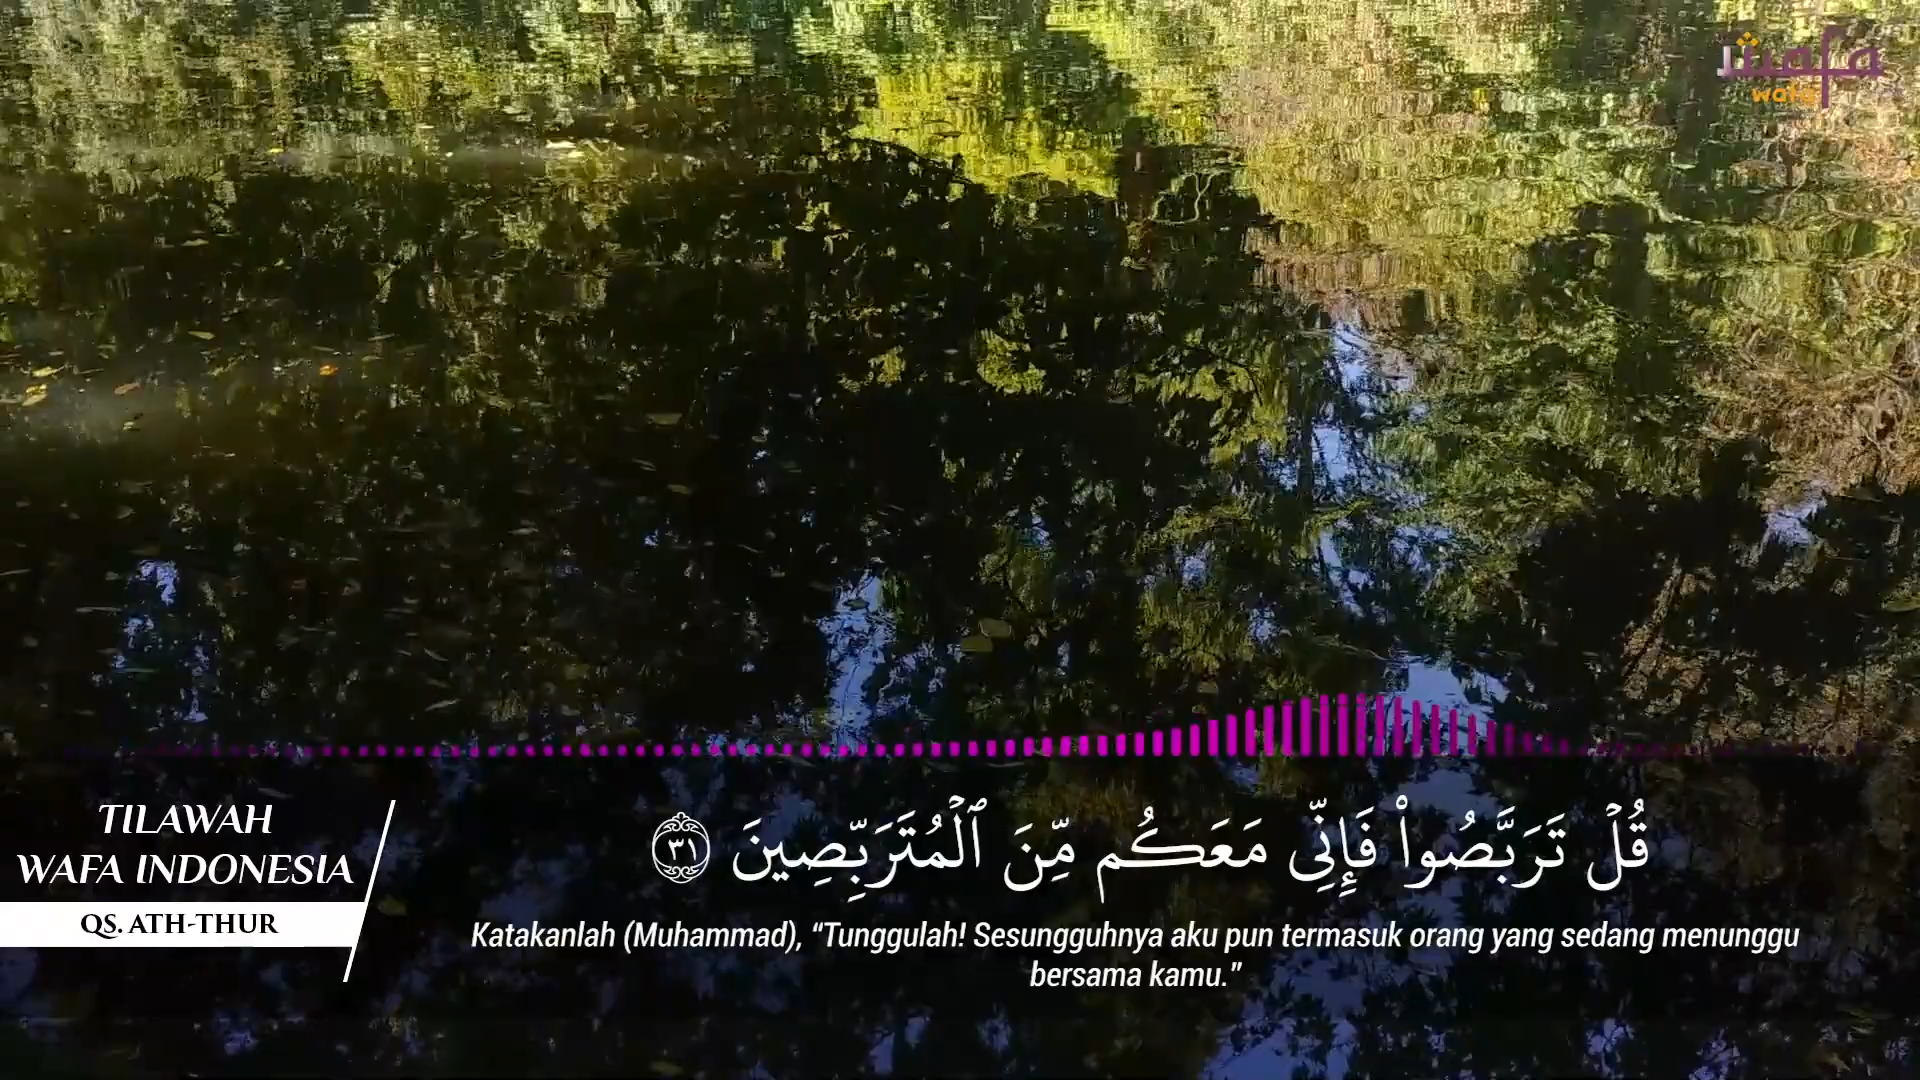 wafa
wafa
TILAWAH
WAFA INDONESIA
QS. ATH-THUR
قُلۡ تَرَبَّصُواْ فَإِنِّي مَعَكُم مِّنَ ٱلۡمُتَرَبِّصِينَ ٣١
Katakanlah (Muhammad), “Tunggulah! Sesungguhnya aku pun termasuk orang yang sedang menunggu
bersama kamu.”